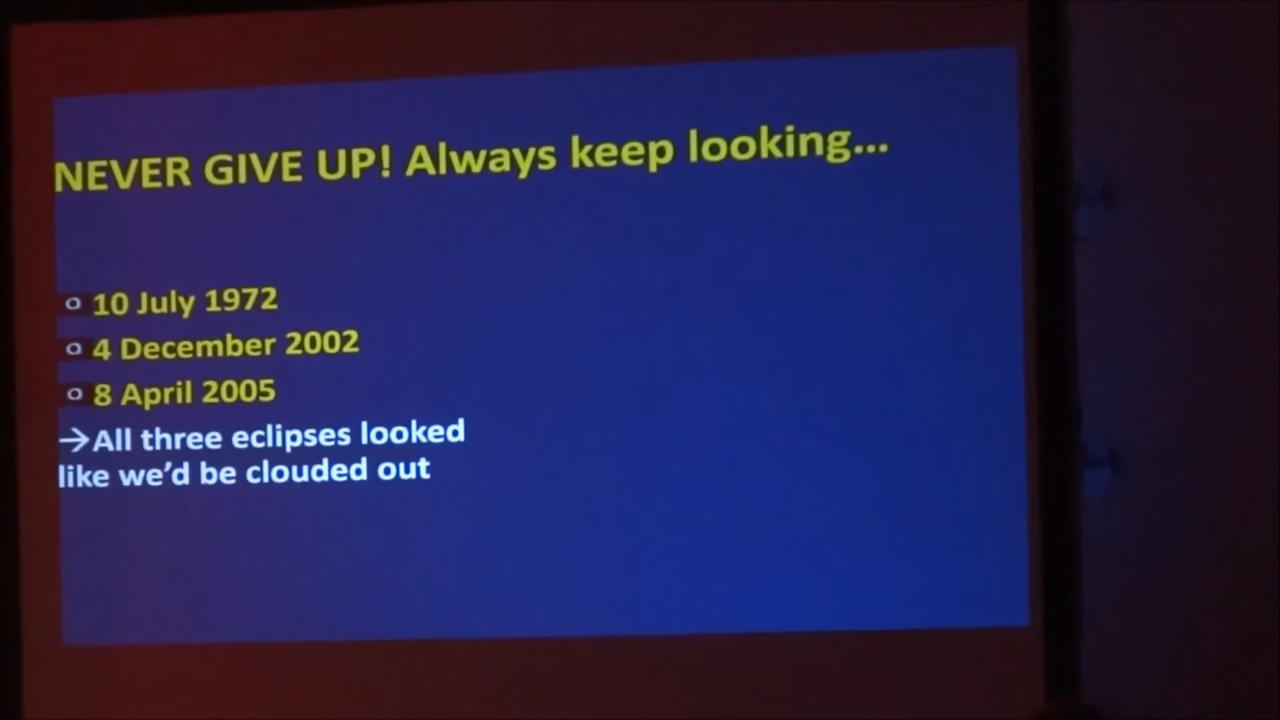 NEVER GIVE UP! Always keep looking...
10 July 1972
4 December 2002
8 April 2005
→All three eclipses looked
like we'd be clouded out